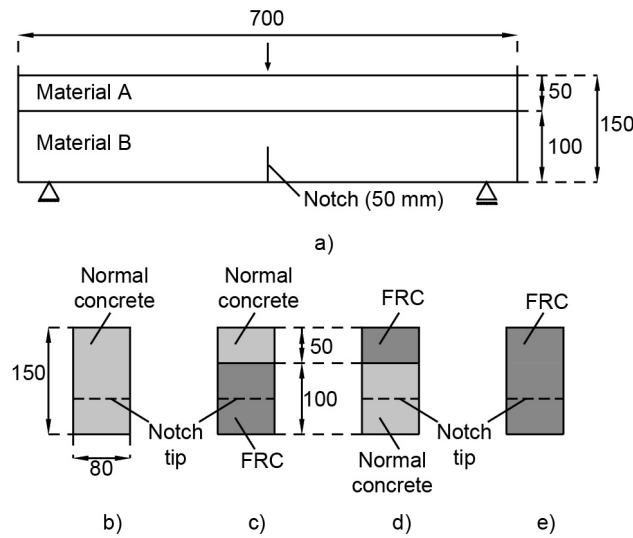 700
Material A
50
150
Material B
100
Notch (50 mm)
a)
Normal
concrete
Normal
concrete
FRC
FRC
150
50
100
Notch
tip
Notch
tip
80
FRC
Normal
concrete
b)
c)
d)
e)